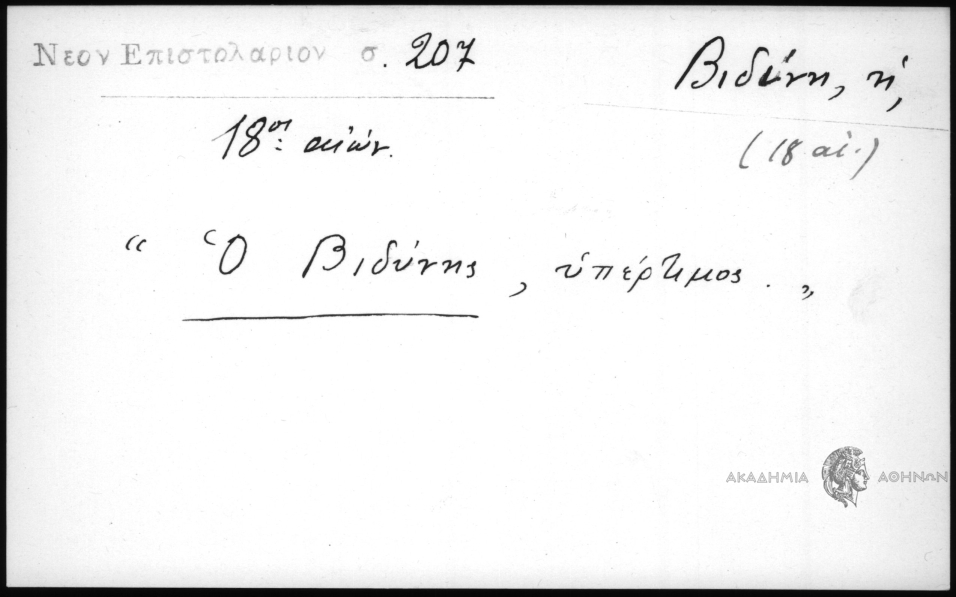 Νεον Επιστολαριον σ. 207
Βιδύνη, ἡ,
18ος αἰών.
(18 αἰ.)
“ Ὁ Βιδύνης, ὑπέρτιμος. „
ΑΚΑΔΗΜΙΑ ΑΘΗΝΩΝ